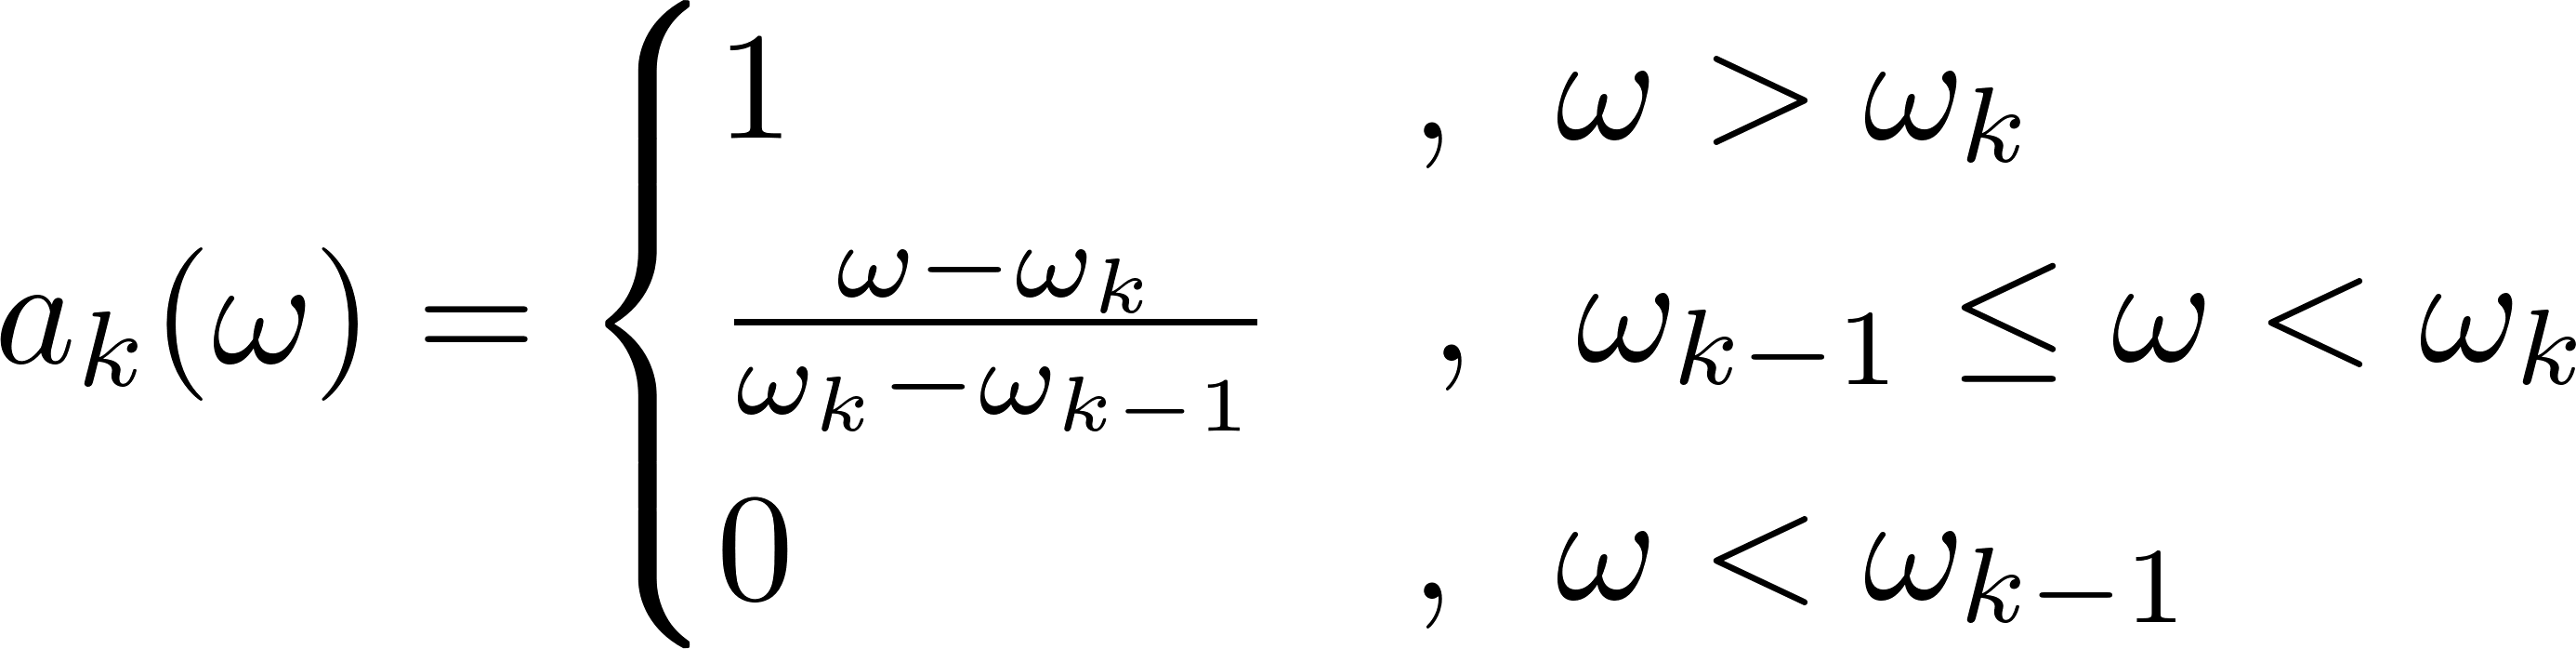 a_k(ω) = { 1 , ω > ω_k
(ω − ω_k)/(ω_k − ω_{k−1}) , ω_{k−1} ≤ ω < ω_k
0 , ω < ω_{k−1}